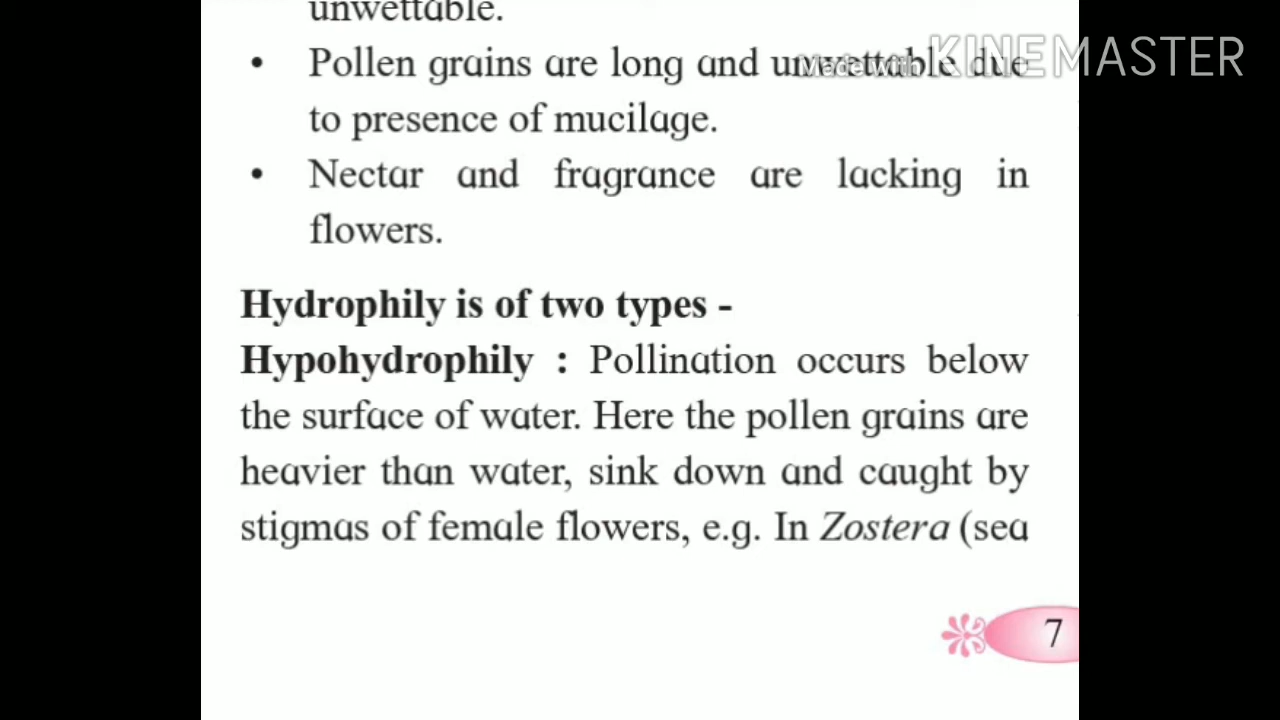 unwettable.
• Pollen grains are long and unwettable due
Made with KINEMASTER
to presence of mucilage.
• Nectar and fragrance are lacking in
flowers.
Hydrophily is of two types -
Hypohydrophily : Pollination occurs below
the surface of water. Here the pollen grains are
heavier than water, sink down and caught by
stigmas of female flowers, e.g. In Zostera (sea
7